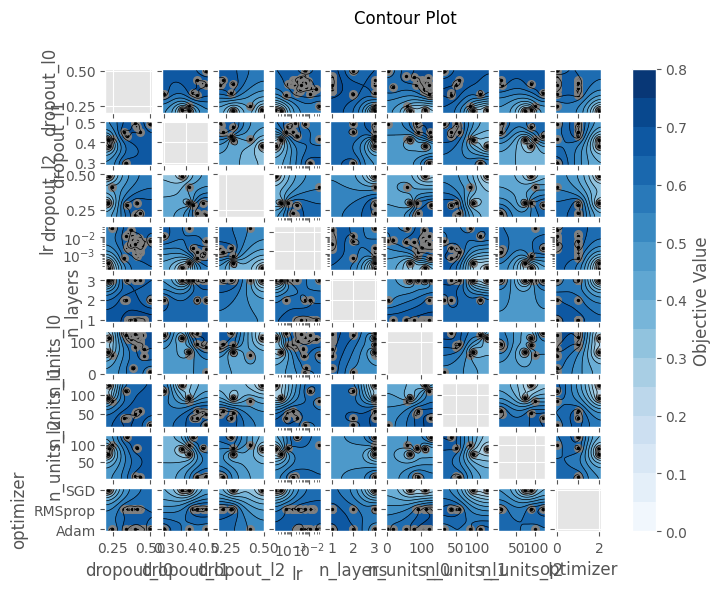 Contour Plot
dropout_l0
0.50
0.25
dropout_l1
0.5
0.4
0.3
dropout_l2
0.50
0.25
lr
10⁻²
10⁻³
n_layers
3
2
1
n_units_l0
100
0
n_units_l1
100
50
n_units_l2
100
50
optimizer
SGD
RMSprop
Adam
0.25 0.50
0.3 0.4 0.5
0.25 0.50
10⁻²
1 2 3
0 100
50 100
50 100
0 2
dropout_l0 dropout_l1 dropout_l2 lr n_layers n_units_l0 n_units_l1 n_units_l2 optimizer
0.8
0.7
0.6
0.5
0.4
0.3
0.2
0.1
0.0
Objective Value